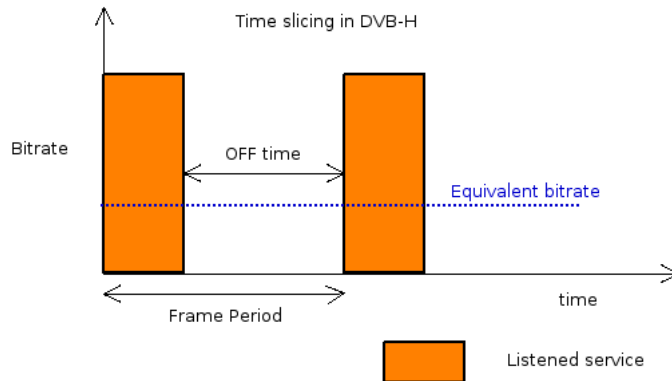 Time slicing in DVB-H
Bitrate
OFF time
Equivalent bitrate
time
Frame Period
Listened service